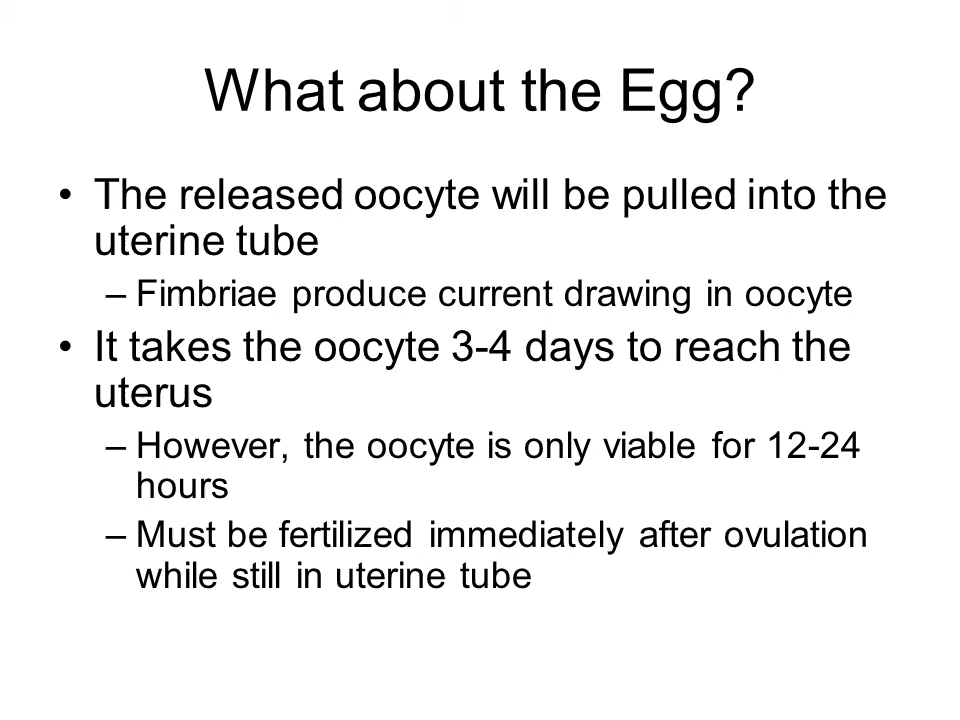 What about the Egg?
• The released oocyte will be pulled into the
uterine tube
– Fimbriae produce current drawing in oocyte
• It takes the oocyte 3-4 days to reach the
uterus
– However, the oocyte is only viable for 12-24
hours
– Must be fertilized immediately after ovulation
while still in uterine tube